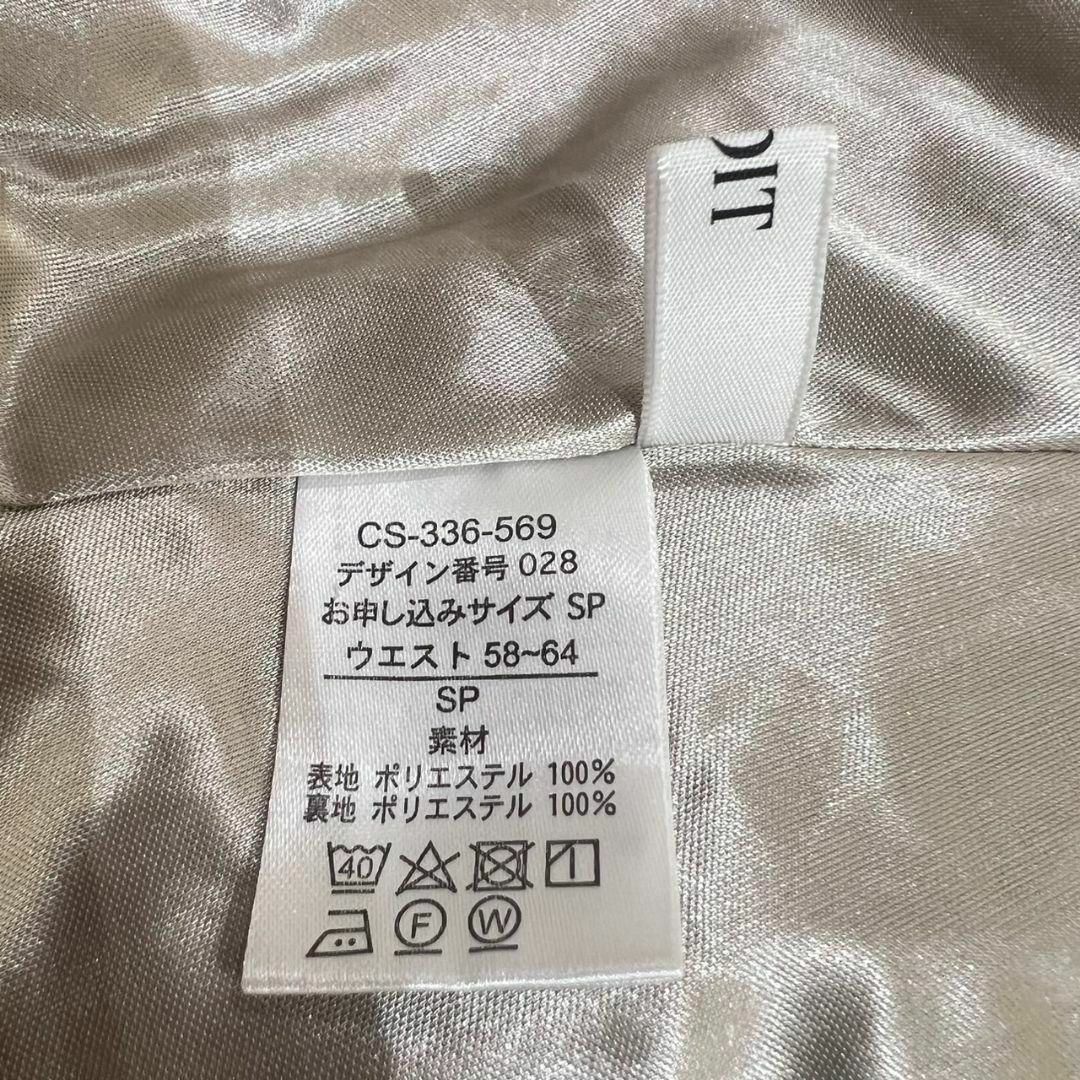 DIT
CS-336-569
デザイン番号 028
お申し込みサイズ SP
ウエスト 58~64
SP
素材
表地 ポリエステル 100%
裏地 ポリエステル 100%
40
F W